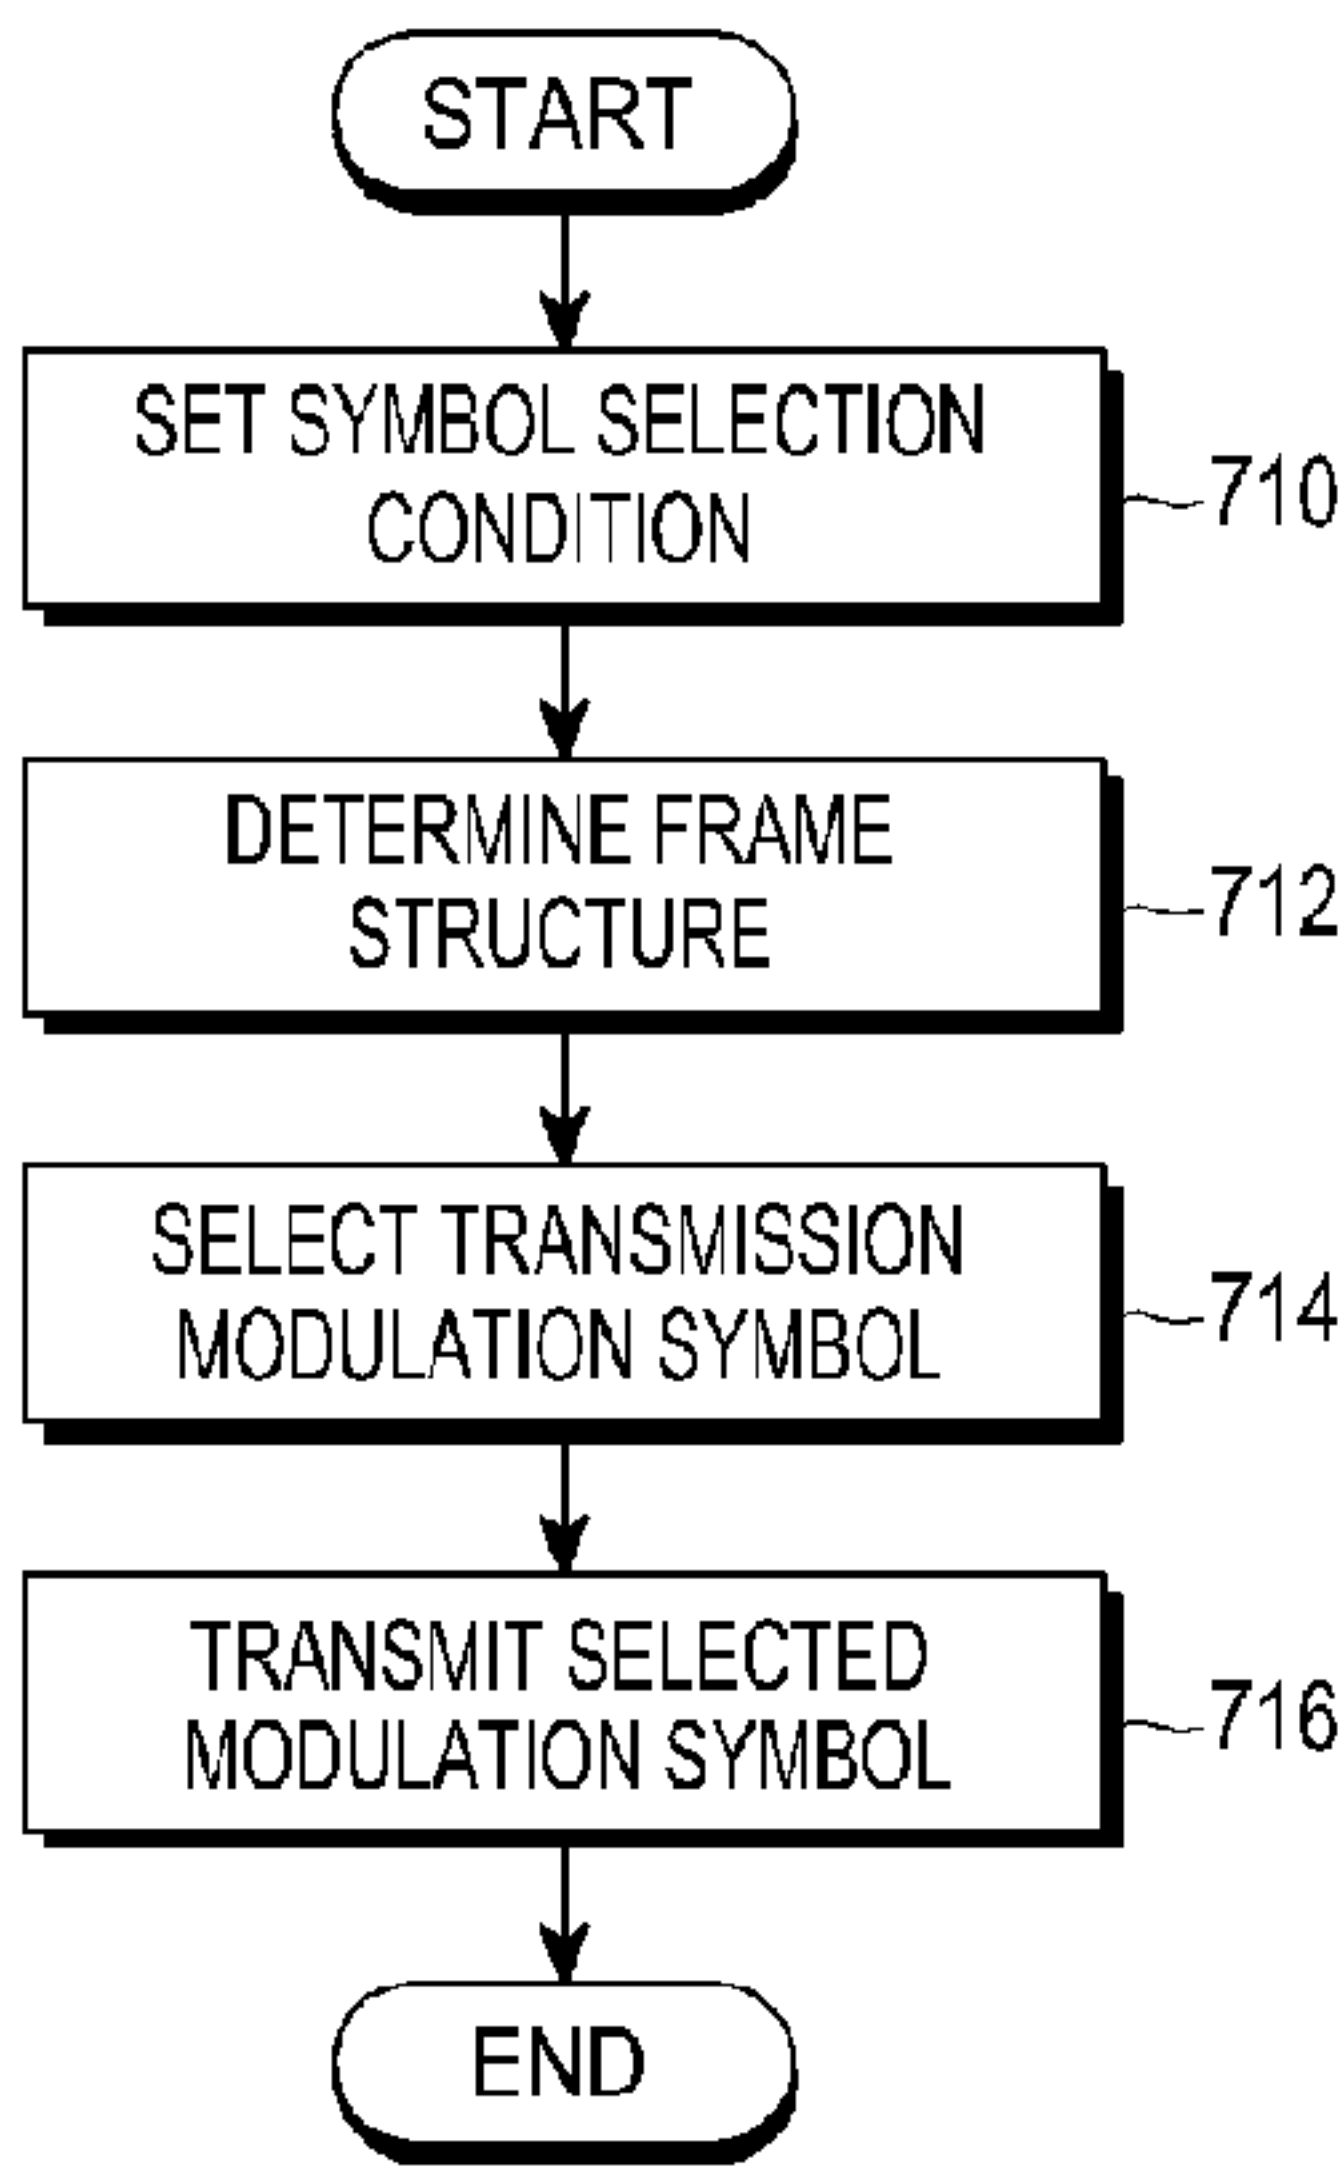 START
SET SYMBOL SELECTION
CONDITION
710
DETERMINE FRAME
STRUCTURE
712
SELECT TRANSMISSION
MODULATION SYMBOL
714
TRANSMIT SELECTED
MODULATION SYMBOL
716
END